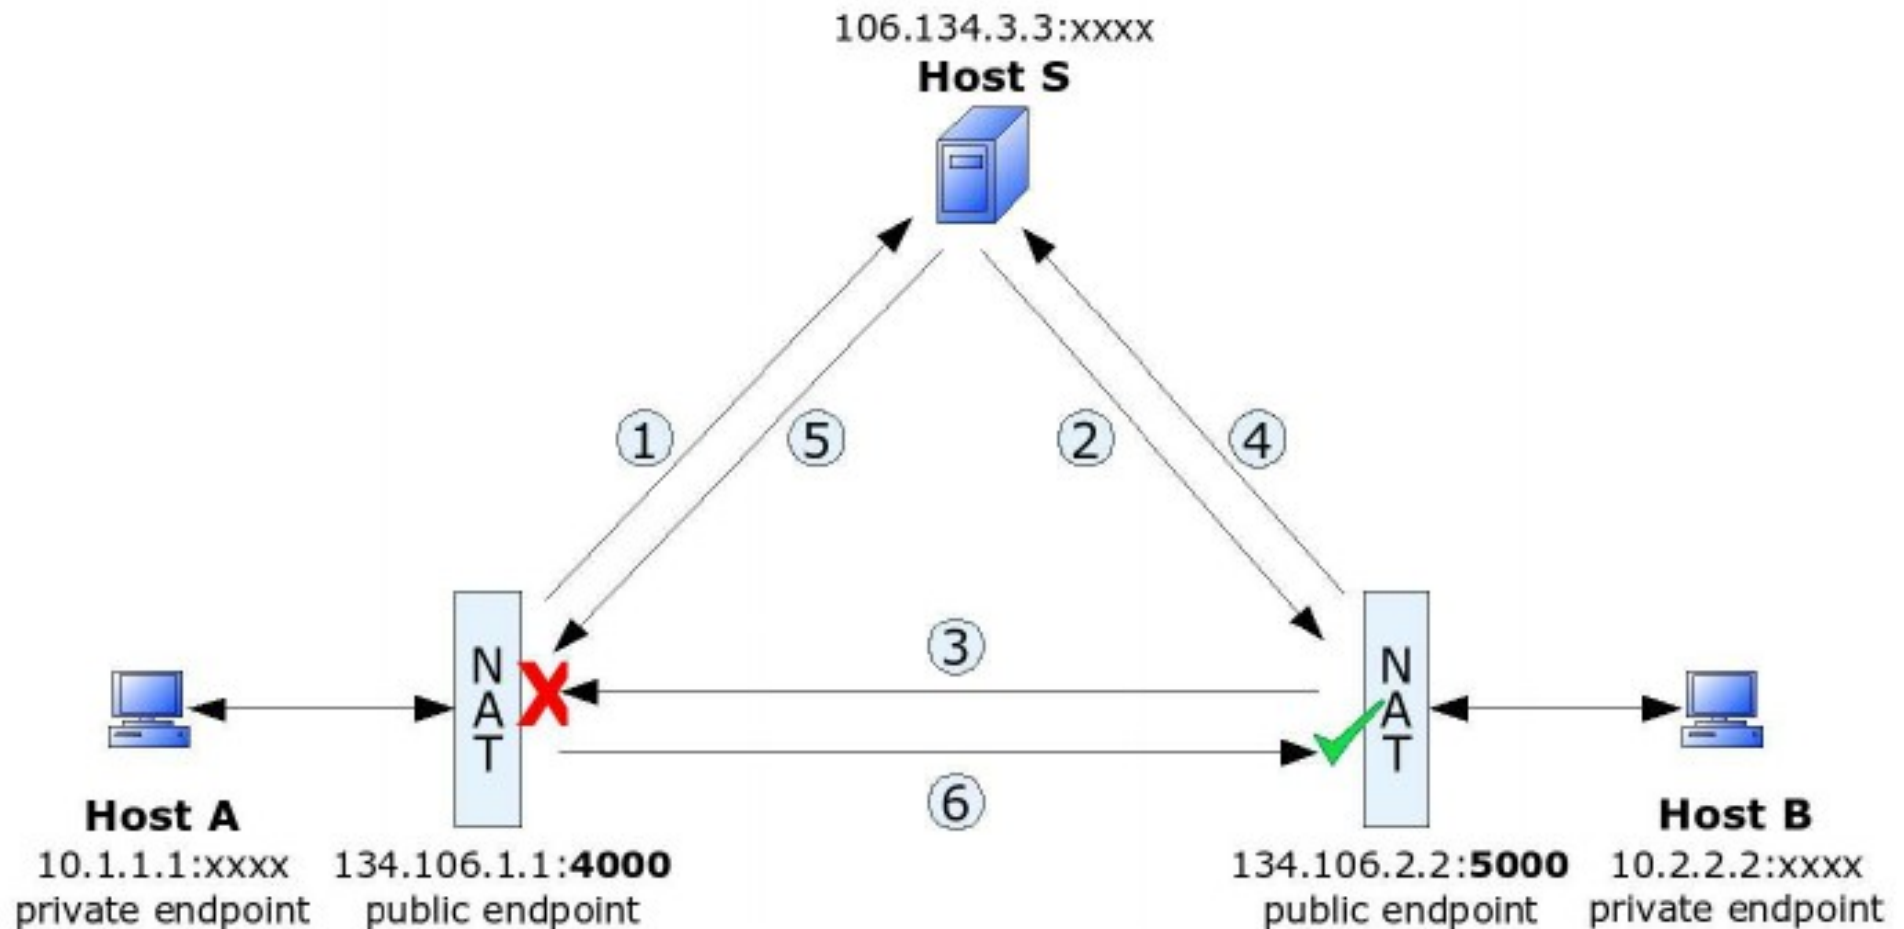 106.134.3.3:xxxx
Host S
1
5
2
4
3
6
N
A
T
N
A
T
Host A
10.1.1.1:xxxx
private endpoint
134.106.1.1:4000
public endpoint
134.106.2.2:5000
public endpoint
Host B
10.2.2.2:xxxx
private endpoint